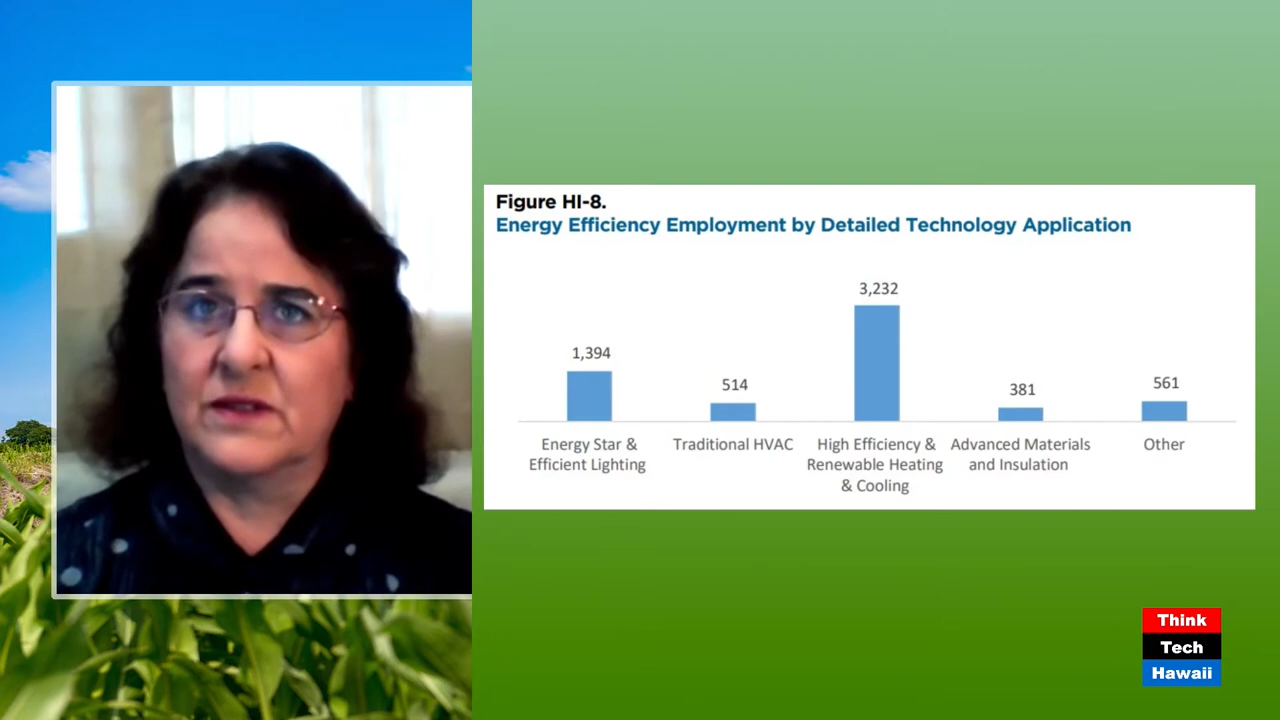 Figure HI-8.
Energy Efficiency Employment by Detailed Technology Application
3,232
1,394
514
381
561
Energy Star &
Efficient Lighting
Traditional HVAC
High Efficiency &
Renewable Heating
& Cooling
Advanced Materials
and Insulation
Other
Think
Tech
Hawaii